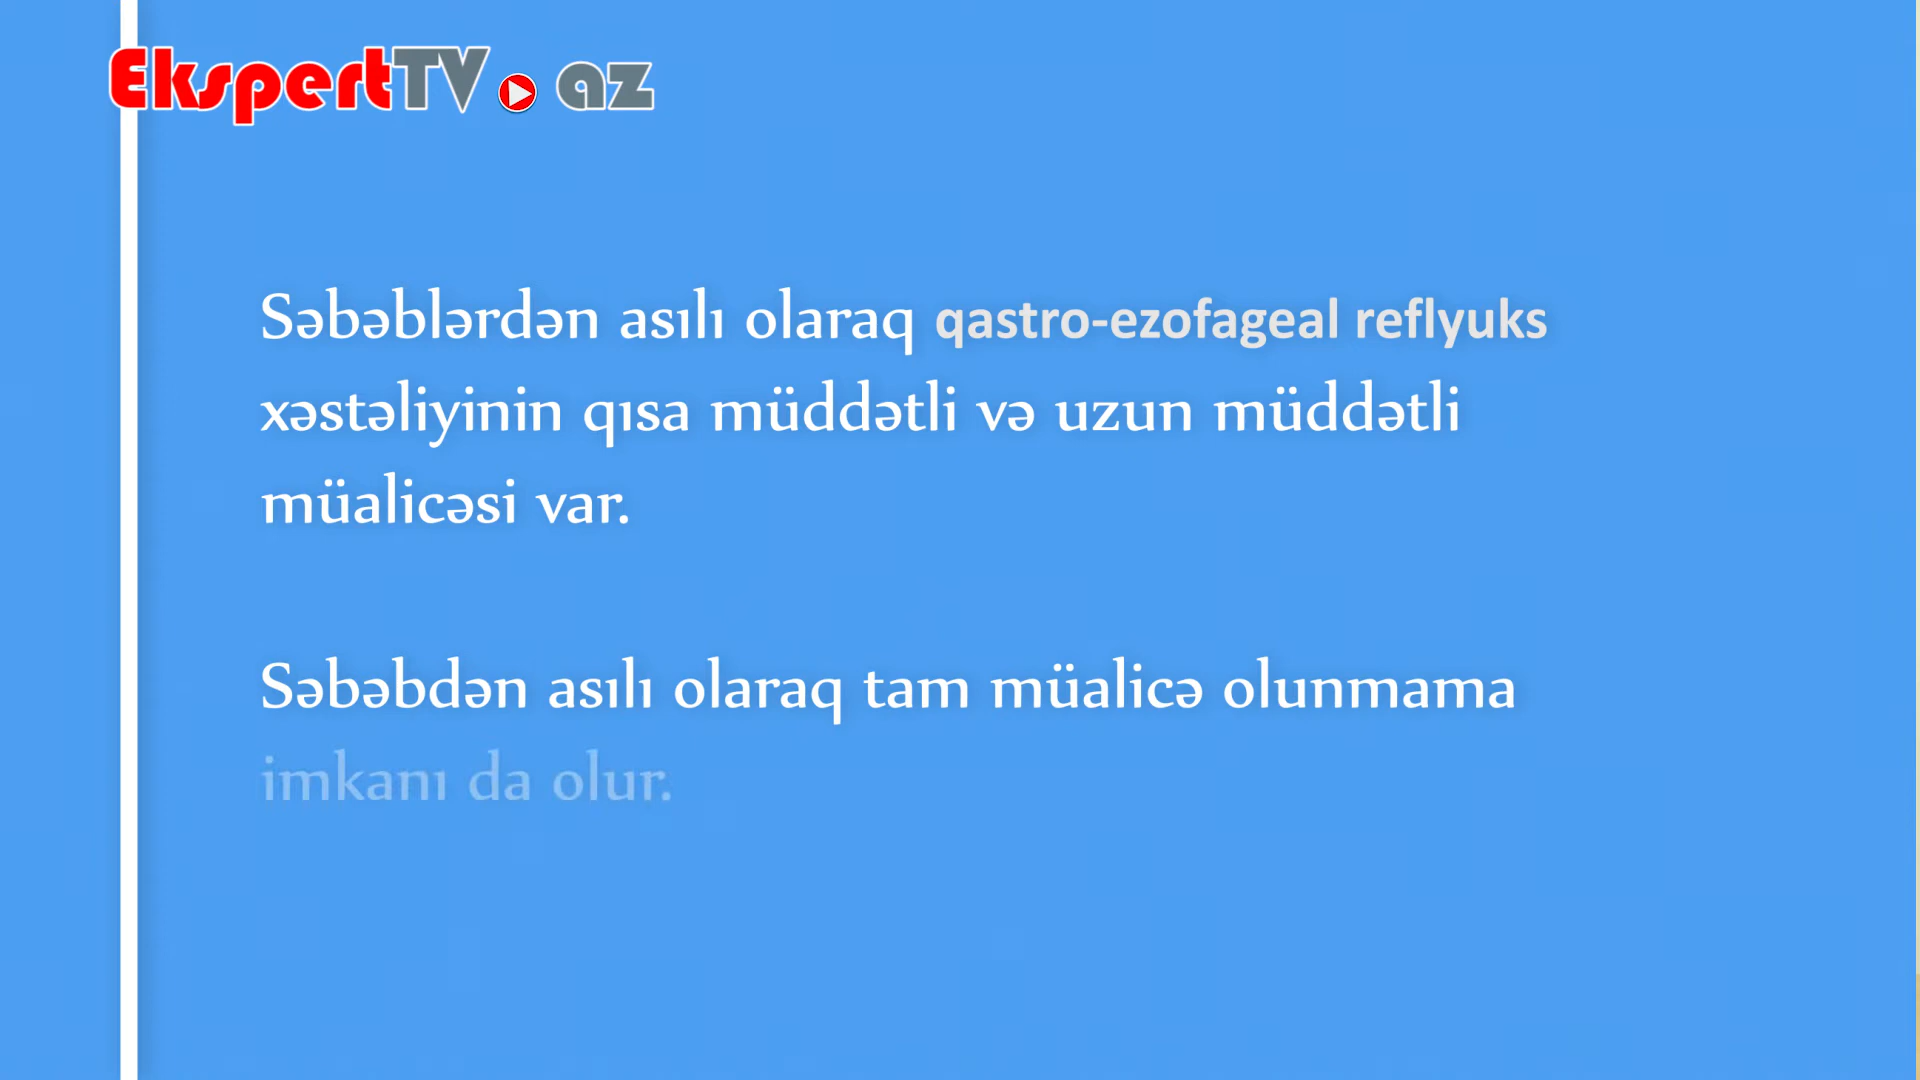 EkspertTV.az
Səbəblərdən asılı olaraq qastro-ezofageal reflyuks
xəstəliyinin qısa müddətli və uzun müddətli
müalicəsi var.
Səbəbdən asılı olaraq tam müalicə olunmama
imkanı da olur.